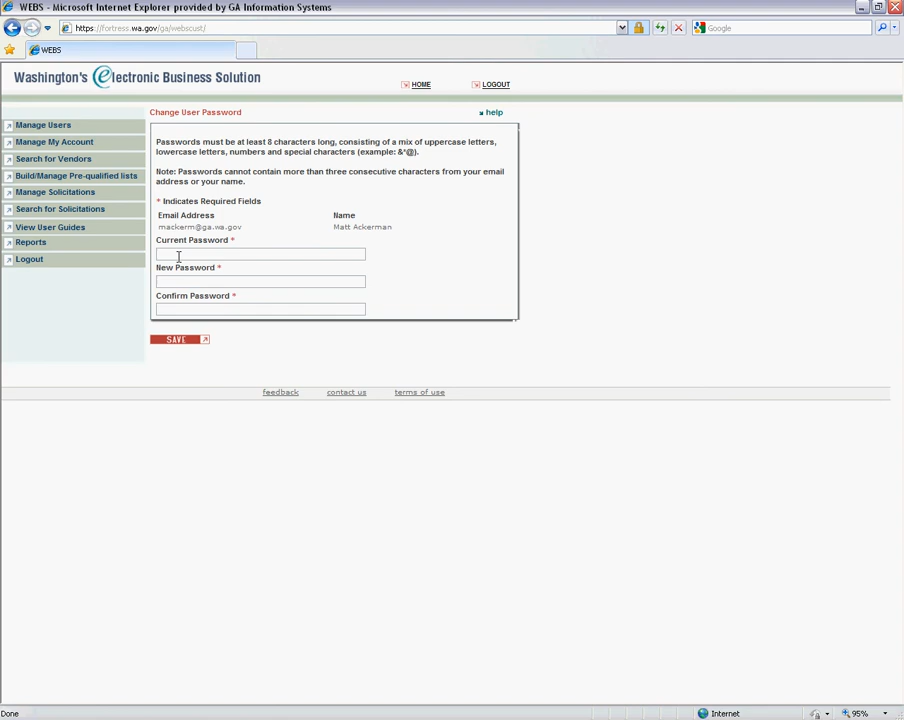 WEBS - Microsoft Internet Explorer provided by GA Information Systems
https://fortress.wa.gov/ga/webscust/
Google
WEBS
Washington's electronic Business Solution
HOME
LOGOUT
Change User Password
help
Manage Users
Manage My Account
Search for Vendors
Build/Manage Pre-qualified lists
Manage Solicitations
Search for Solicitations
View User Guides
Reports
Logout
Passwords must be at least 8 characters long, consisting of a mix of uppercase letters,
lowercase letters, numbers and special characters (example: &*@).
Note: Passwords cannot contain more than three consecutive characters from your email
address or your name.
* Indicates Required Fields
Email Address Name
mackerm@ga.wa.gov Matt Ackerman
Current Password *
New Password *
Confirm Password *
SAVE
feedback contact us terms of use
Done
Internet
95%